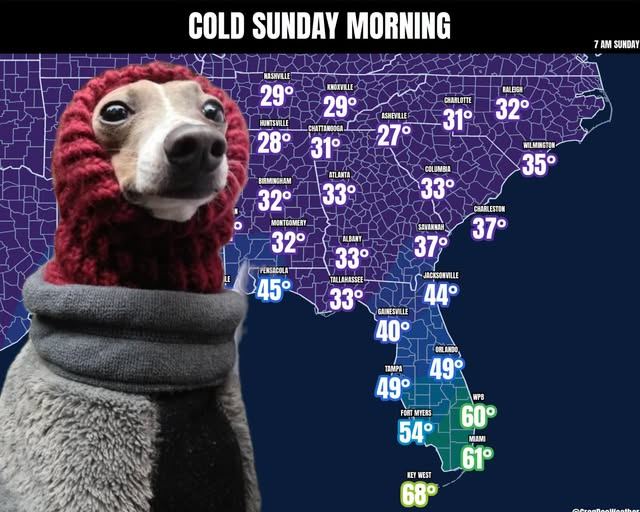 COLD SUNDAY MORNING
7 AM SUNDAY
NASHVILLE
29°
KNOXVILLE
29°
RALEIGH
32°
CHARLOTTE
31°
ASHEVILLE
27°
HUNTSVILLE
28°
CHATTANOOGA
31°
WILMINGTON
35°
BIRMINGHAM
32°
ATLANTA
33°
COLUMBIA
33°
CHARLESTON
37°
MONTGOMERY
32°
ALBANY
33°
SAVANNAH
37°
PENSACOLA
45°
TALLAHASSEE
33°
JACKSONVILLE
44°
GAINESVILLE
40°
ORLANDO
49°
TAMPA
49°
WPB
60°
FORT MYERS
54°
MIAMI
61°
KEY WEST
68°